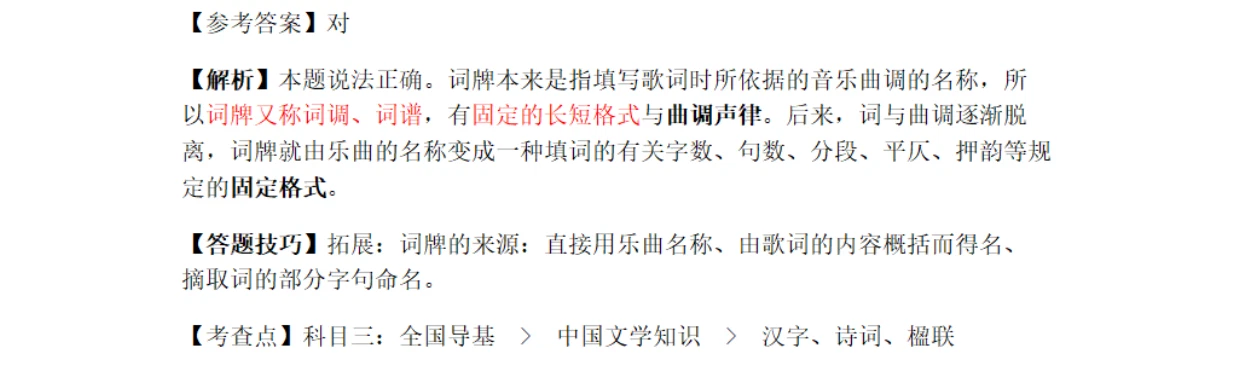 【参考答案】对
【解析】本题说法正确。词牌本来是指填写歌词时所依据的音乐曲调的名称，所
以词牌又称词调、词谱，有固定的长短格式与曲调声律。后来，词与曲调逐渐脱
离，词牌就由乐曲的名称变成一种填词的有关字数、句数、分段、平仄、押韵等规
定的固定格式。
【答题技巧】拓展：词牌的来源：直接用乐曲名称、由歌词的内容概括而得名、
摘取词的部分字句命名。
【考查点】科目三：全国导基 > 中国文学知识 > 汉字、诗词、楹联